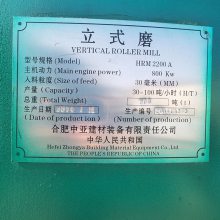 立式磨
VERTICAL ROLLER MILL
型号规格(Model) HRM 2200 A
主机动力(Main engine power) 800 Kw
入料粒度(Size of feed) 30 毫米(MM)
产量(Capacity) 30-100 吨/小时(H/T)
总重量(Total Weight) 吨(t)
生产日期
(Date of production) (Number of production)
合肥中亚建材装备有限责任公司
中华人民共和国
Hefei Zhongya Building Material Equipment Co.Ltd
THE PEOPLE'S REPUBLIC OF CHINA